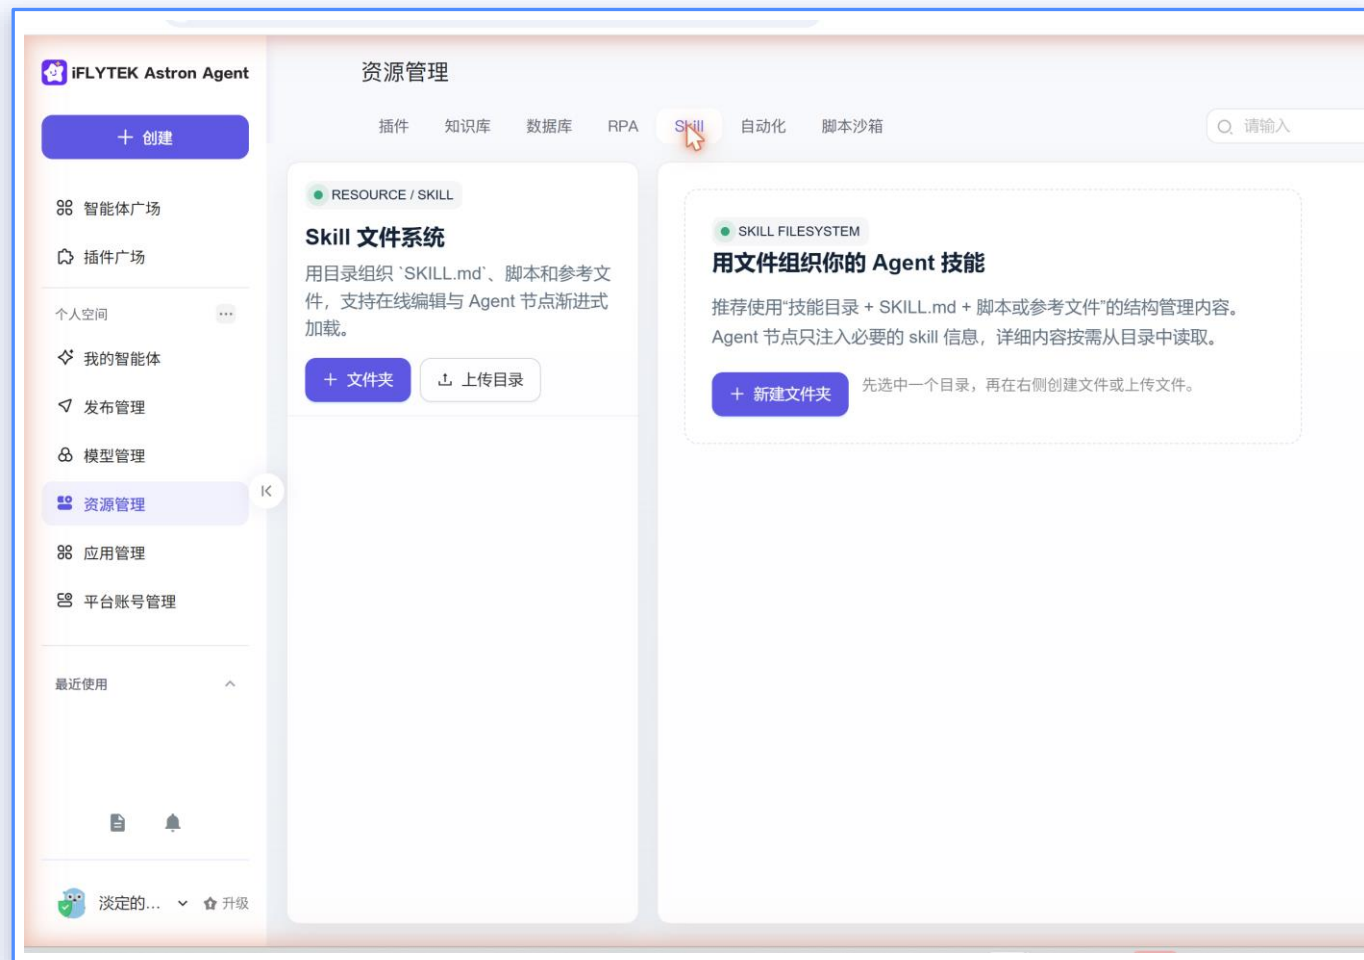 iFLYTEK Astron Agent
创建
智能体广场
插件广场
个人空间
我的智能体
发布管理
模型管理
资源管理
应用管理
平台账号管理
最近使用
淡定的...
升级
资源管理
插件 知识库 数据库 RPA Skill 自动化 脚本沙箱
请输入
RESOURCE / SKILL
Skill 文件系统
用目录组织 `SKILL.md`、脚本和参考文
件，支持在线编辑与 Agent 节点渐进式
加载。
文件夹 上传目录
SKILL FILESYSTEM
用文件组织你的 Agent 技能
推荐使用“技能目录 + SKILL.md + 脚本或参考文件”的结构管理内容。
Agent 节点只注入必要的 skill 信息，详细内容按需从目录中读取。
新建文件夹 先选中一个目录，再在右侧创建文件或上传文件。